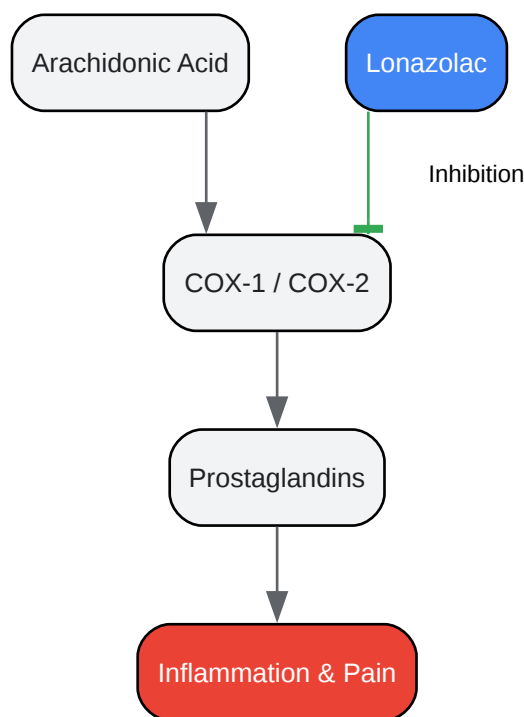 Arachidonic Acid
Lonazolac
Inhibition
COX-1 / COX-2
Prostaglandins
Inflammation & Pain